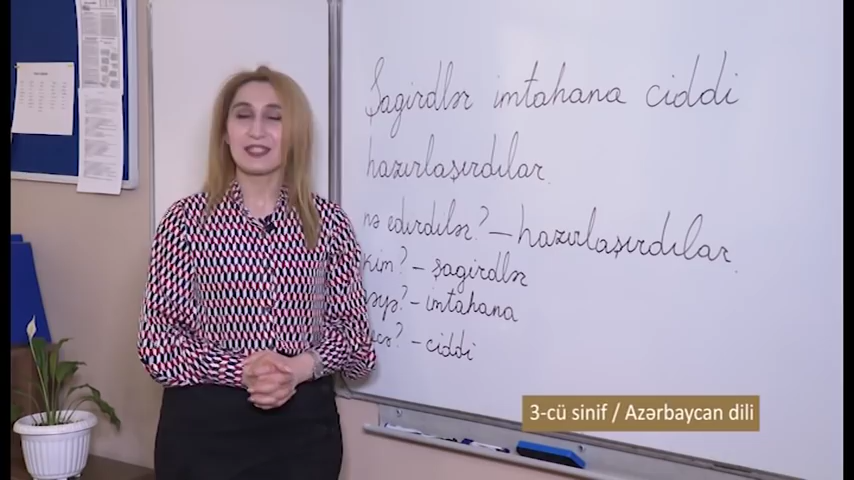 Şagirdlər imtahana ciddi
hazırlaşırdılar.
nə edirdilər? – hazırlaşırdılar.
kim? – şagirdlər
? – imtahana
? – ciddi
3-cü sinif / Azərbaycan dili